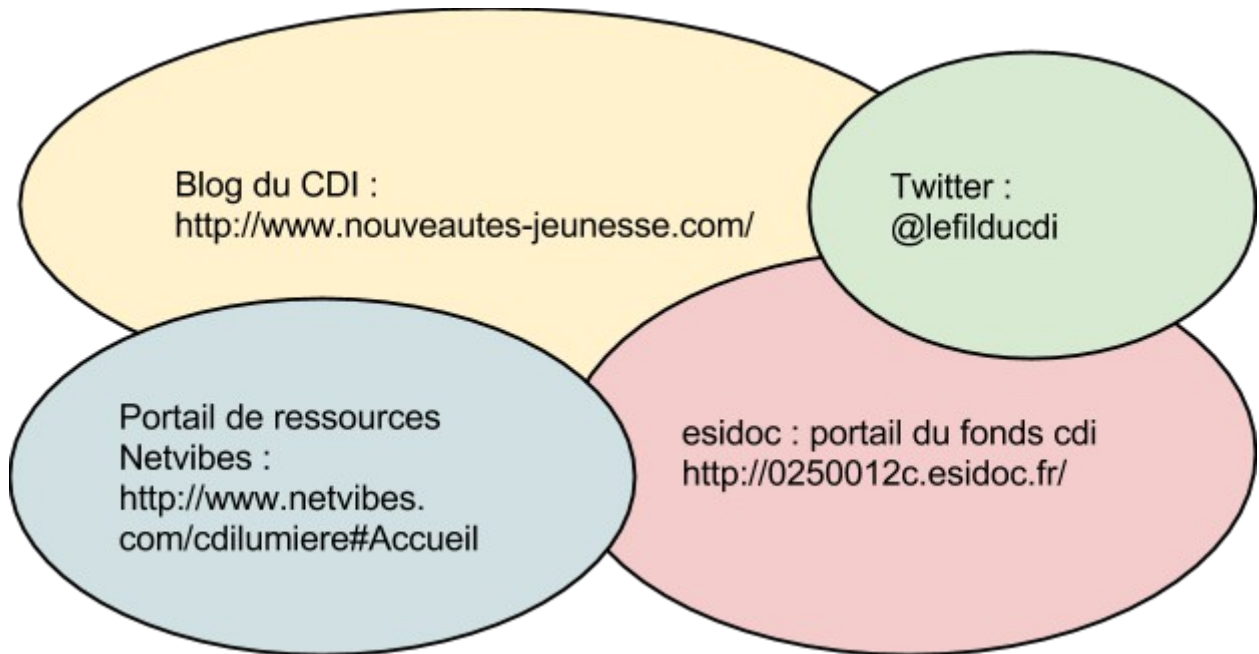 Blog du CDI :
http://www.nouveautes-jeunesse.com/
Twitter :
@lefilducdi
Portail de ressources
Netvibes :
http://www.netvibes.
com/cdilumiere#Accueil
esidoc : portail du fonds cdi
http://0250012c.esidoc.fr/